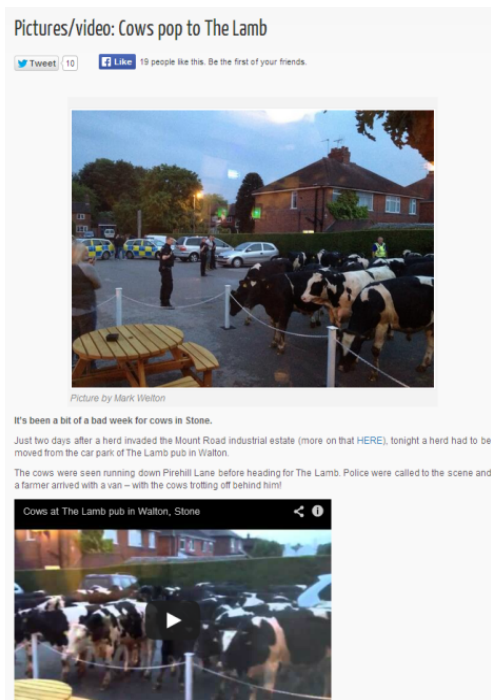 Pictures/video: Cows pop to The Lamb
Tweet 10 Like 19 people like this. Be the first of your friends.
Picture by Mark Welton
It's been a bit of a bad week for cows in Stone.
Just two days after a herd invaded the Mount Road industrial estate (more on that HERE), tonight a herd had to be
moved from the car park of The Lamb pub in Walton.
The cows were seen running down Pirehill Lane before heading for The Lamb. Police were called to the scene and
a farmer arrived with a van – with the cows trotting off behind him!
Cows at The Lamb pub in Walton, Stone